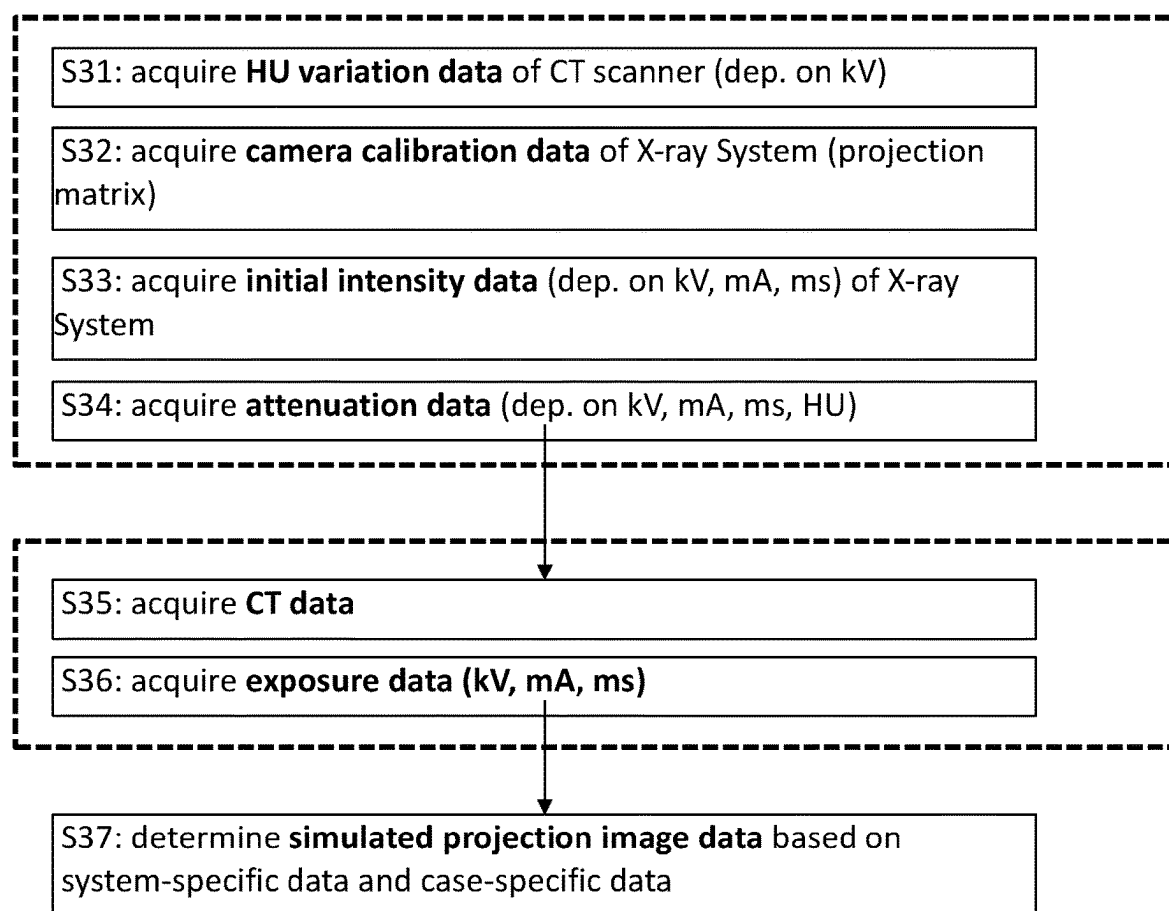 S31: acquire HU variation data of CT scanner (dep. on kV)
S32: acquire camera calibration data of X-ray System (projection
matrix)
S33: acquire initial intensity data (dep. on kV, mA, ms) of X-ray
System
S34: acquire attenuation data (dep. on kV, mA, ms, HU)
S35: acquire CT data
S36: acquire exposure data (kV, mA, ms)
S37: determine simulated projection image data based on
system-specific data and case-specific data